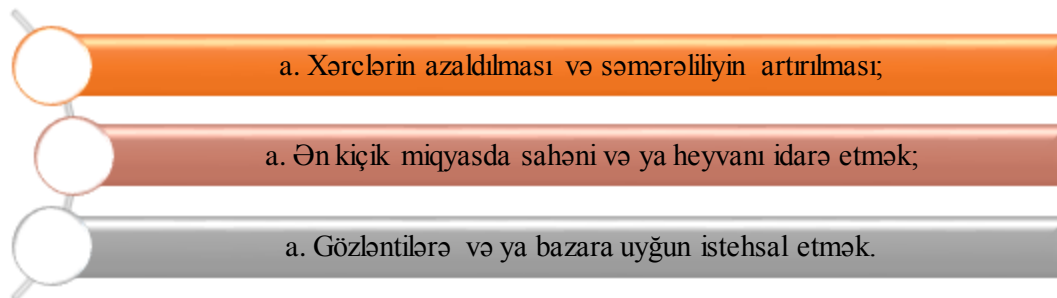 a. Xərclərin azaldılması və səmərəliliyin artırılması;
a. Ən kiçik miqyasda sahəni və ya heyvanı idarə etmək;
a. Gözləntilərə və ya bazara uyğun istehsal etmək.